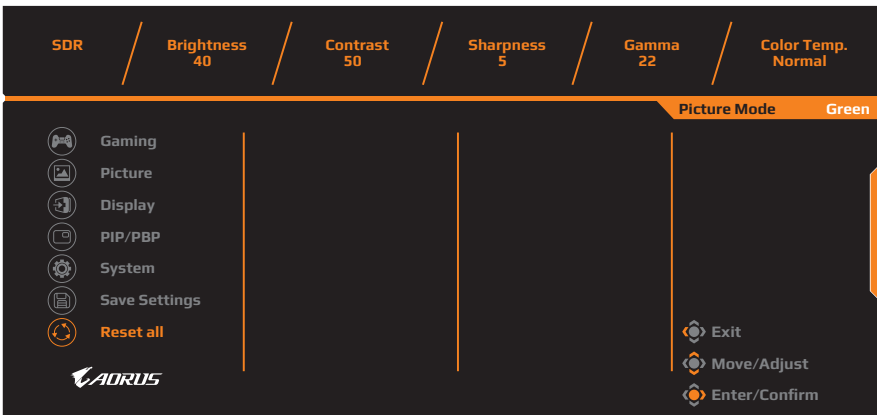 SDR
Brightness
40
Contrast
50
Sharpness
5
Gamma
22
Color Temp.
Normal
Picture Mode Green
Gaming
Picture
Display
PIP/PBP
System
Save Settings
Reset all
AORUS
Exit
Move/Adjust
Enter/Confirm